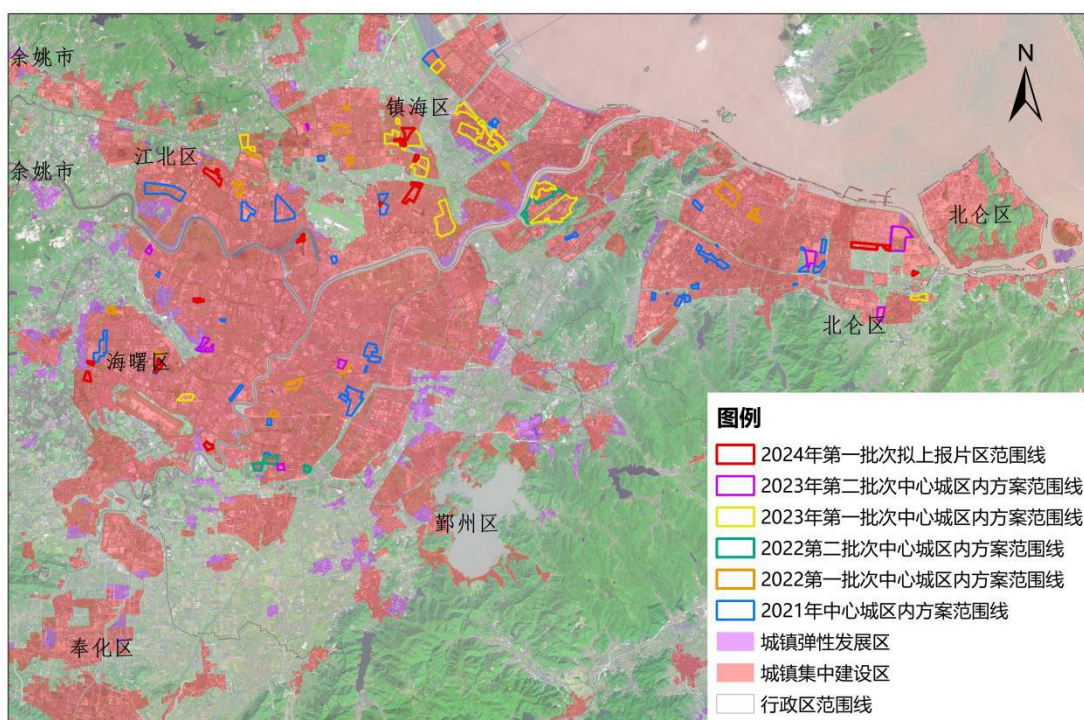 余姚市
N
镇海区
江北区
余姚市
北仑区
北仑区
海曙区
鄞州区
奉化区
图例
2024年第一批次拟上报片区范围线
2023年第二批次中心城区内方案范围线
2023年第一批次中心城区内方案范围线
2022第二批次中心城区内方案范围线
2022第一批次中心城区内方案范围线
2021年中心城区内方案范围线
城镇弹性发展区
城镇集中建设区
行政区范围线